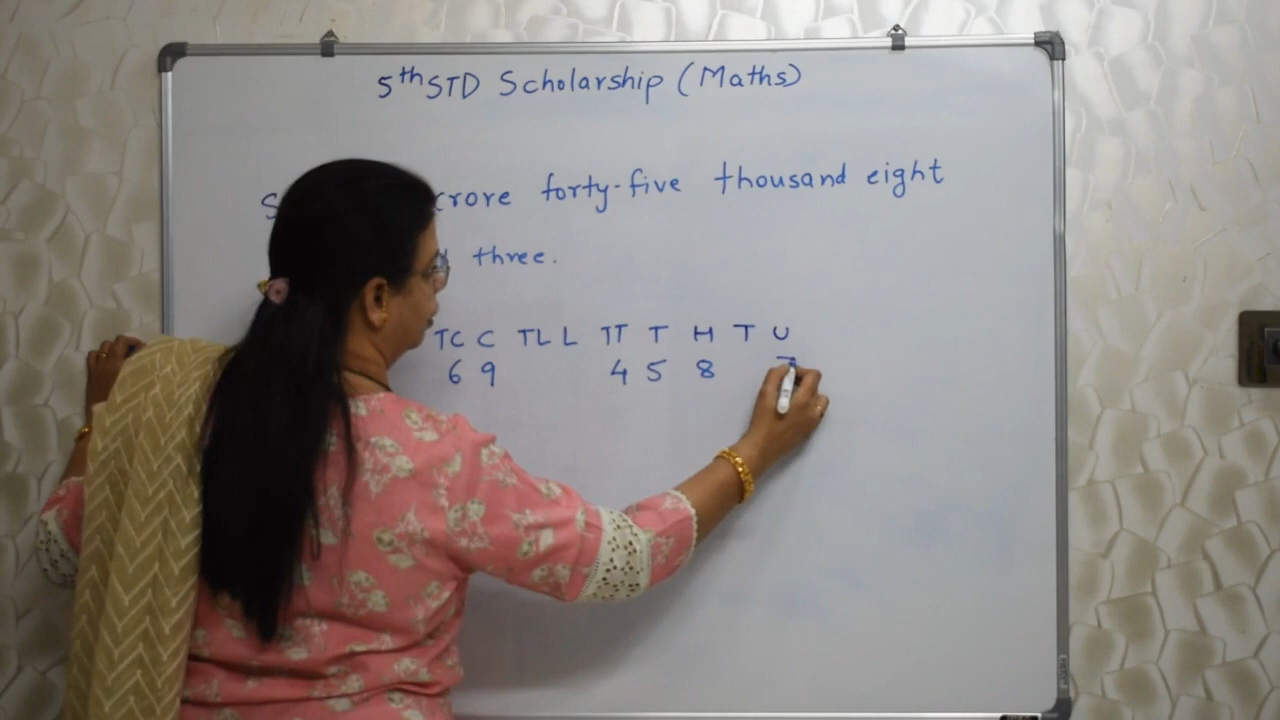 5th STD Scholarship (Maths)
crore forty-five thousand eight
three.
TC C TL L TT T H T U
6 9 4 5 8